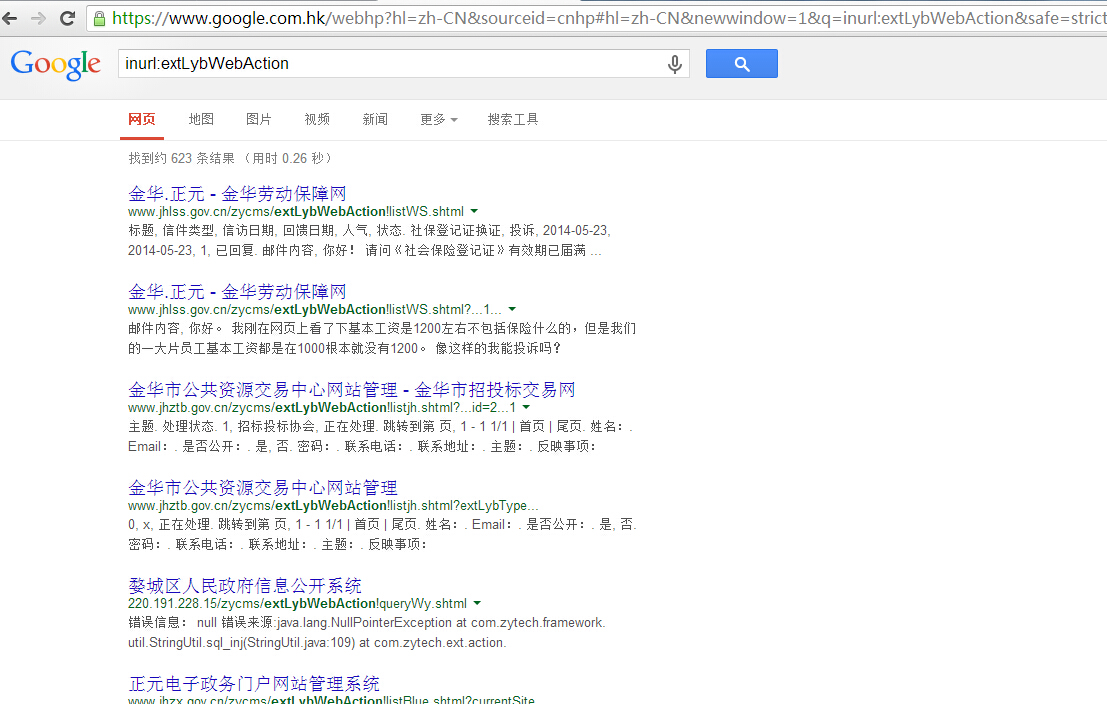 https://www.google.com.hk/webhp?hl=zh-CN&sourceid=cnhp#hl=zh-CN&newwindow=1&q=inurl:extLybWebAction&safe=strict
Google
inurl:extLybWebAction
网页 地图 图片 视频 新闻 更多 搜索工具
找到约 623 条结果 (用时 0.26 秒)
金华.正元 - 金华劳动保障网
www.jhlss.gov.cn/zycms/extLybWebAction!listWS.shtml
标题, 信件类型, 信访日期, 回馈日期, 人气, 状态. 社保登记证换证, 投诉, 2014-05-23,
2014-05-23, 1, 已回复. 邮件内容, 你好！ 请问《社会保险登记证》有效期已届满 ...
金华.正元 - 金华劳动保障网
www.jhlss.gov.cn/zycms/extLybWebAction!listWS.shtml?...1...
邮件内容, 你好。 我刚在网页上看了下基本工资是1200左右不包括保险什么的，但是我们
的一大片员工基本工资都是在1000根本就没有1200。 像这样的我能投诉吗?
金华市公共资源交易中心网站管理 - 金华市招投标交易网
www.jhztb.gov.cn/zycms/extLybWebAction!listjh.shtml?...id=2...1
主题. 处理状态. 1, 招标投标协会, 正在处理. 跳转到第 页, 1 - 1 1/1 | 首页 | 尾页. 姓名：.
Email：. 是否公开：. 是, 否. 密码：. 联系电话：. 联系地址：. 主题：. 反映事项：
金华市公共资源交易中心网站管理
www.jhztb.gov.cn/zycms/extLybWebAction!listjh.shtml?extLybType...
0, x, 正在处理. 跳转到第 页, 1 - 1 1/1 | 首页 | 尾页. 姓名：. Email：. 是否公开：. 是, 否.
密码：. 联系电话：. 联系地址：. 主题：. 反映事项：
婺城区人民政府信息公开系统
220.191.228.15/zycms/extLybWebAction!queryWy.shtml
错误信息： null 错误来源:java.lang.NullPointerException at com.zytech.framework.
util.StringUtil.sql_inj(StringUtil.java:109) at com.zytech.ext.action.
正元电子政务门户网站管理系统
www.jhzx.gov.cn/zycms/extLybWebAction!listBlue.shtml?currentSite